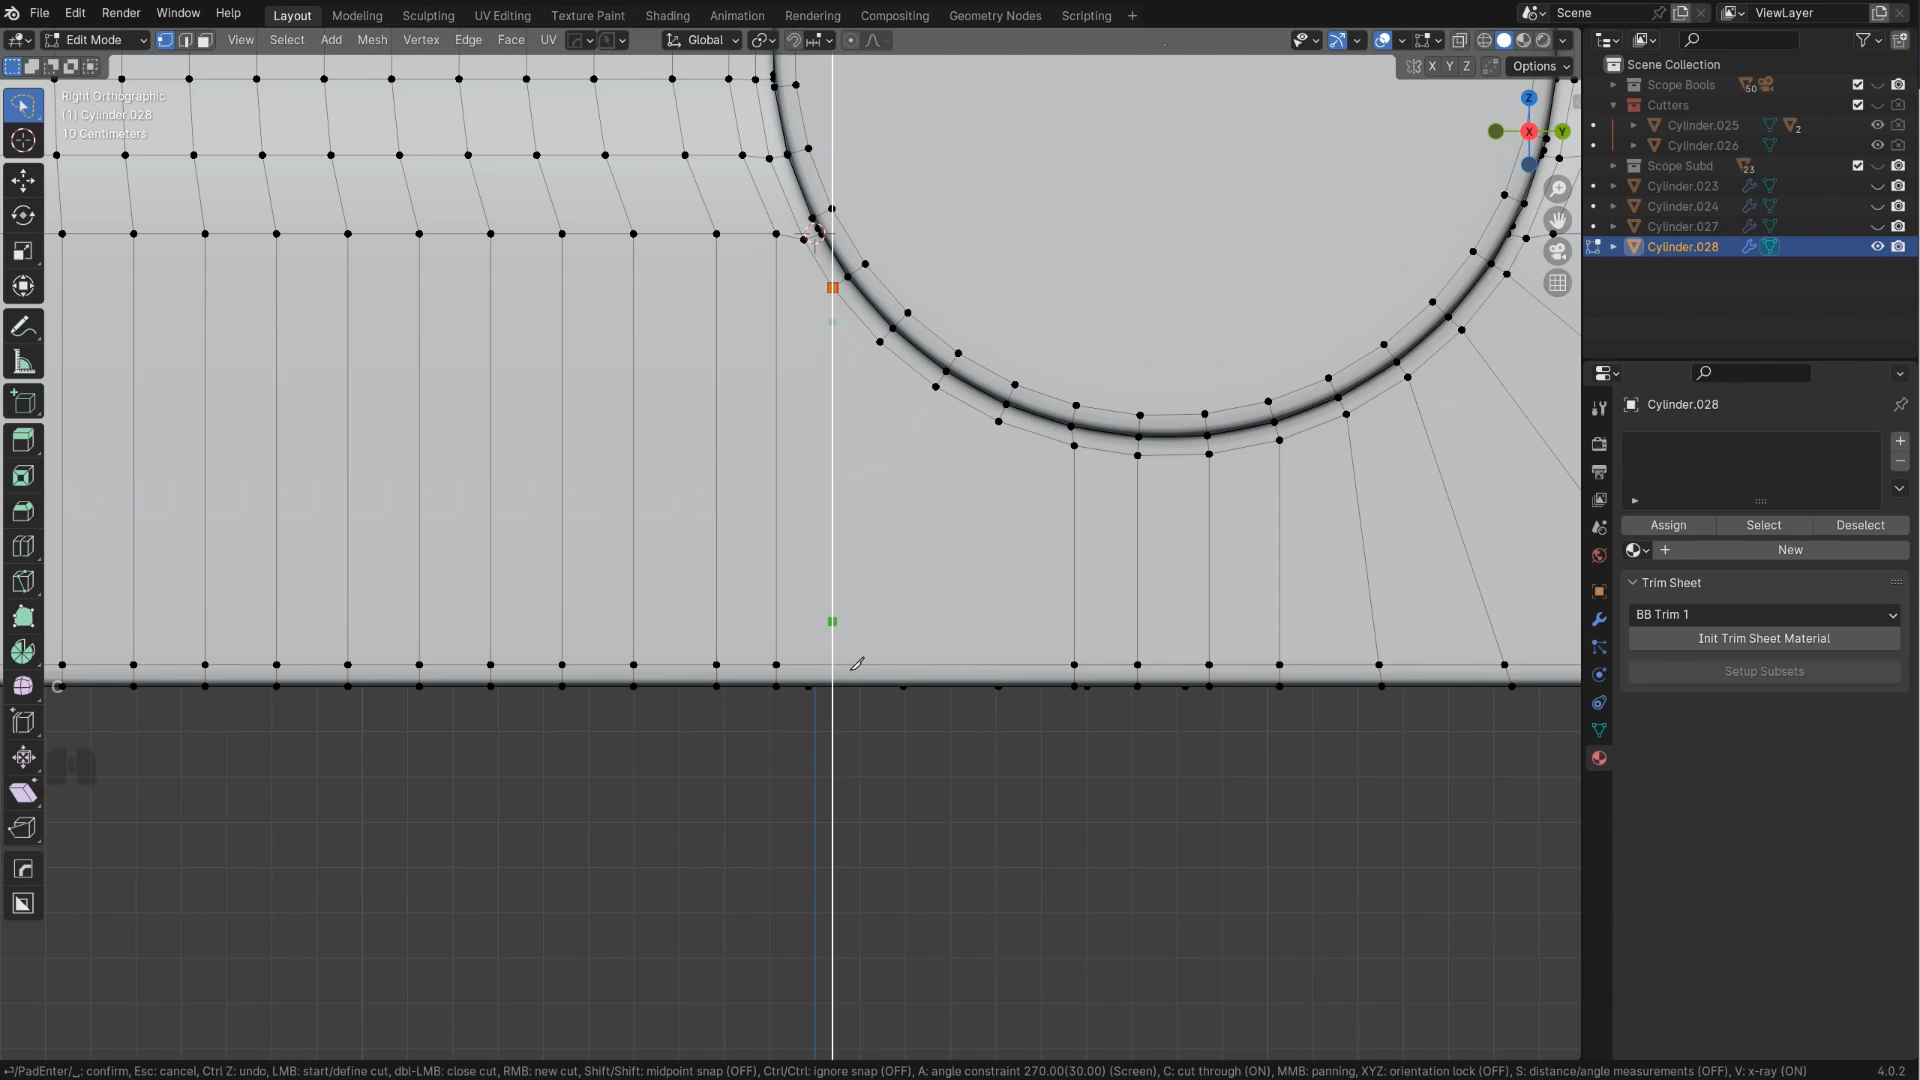 File Edit Render Window Help Layout Modeling Sculpting UV Editing Texture Paint Shading Animation Rendering Compositing Geometry Nodes Scripting + Scene ViewLayer
Edit Mode View Select Add Mesh Vertex Edge Face UV Global
X Y Z Options
Right Orthographic
(1) Cylinder.028
10 Centimeters
Z
X
Y
Scene Collection
Scope Bools 50
Cutters
Cylinder.025 2
Cylinder.026
Scope Subd 23
Cylinder.023
Cylinder.024
Cylinder.027
Cylinder.028
Cylinder.028
Assign Select Deselect
New
Trim Sheet
BB Trim 1
Init Trim Sheet Material
Setup Subsets
/PadEnter/␣: confirm, Esc: cancel, Ctrl Z: undo, LMB: start/define cut, dbl-LMB: close cut, RMB: new cut, Shift/Shift: midpoint snap (OFF), Ctrl/Ctrl: ignore snap (OFF), A: angle constraint 270.00(30.00) (Screen), C: cut through (ON), MMB: panning, XYZ: orientation lock (OFF), S: distance/angle measurements (OFF), V: x-ray (ON) 4.0.2